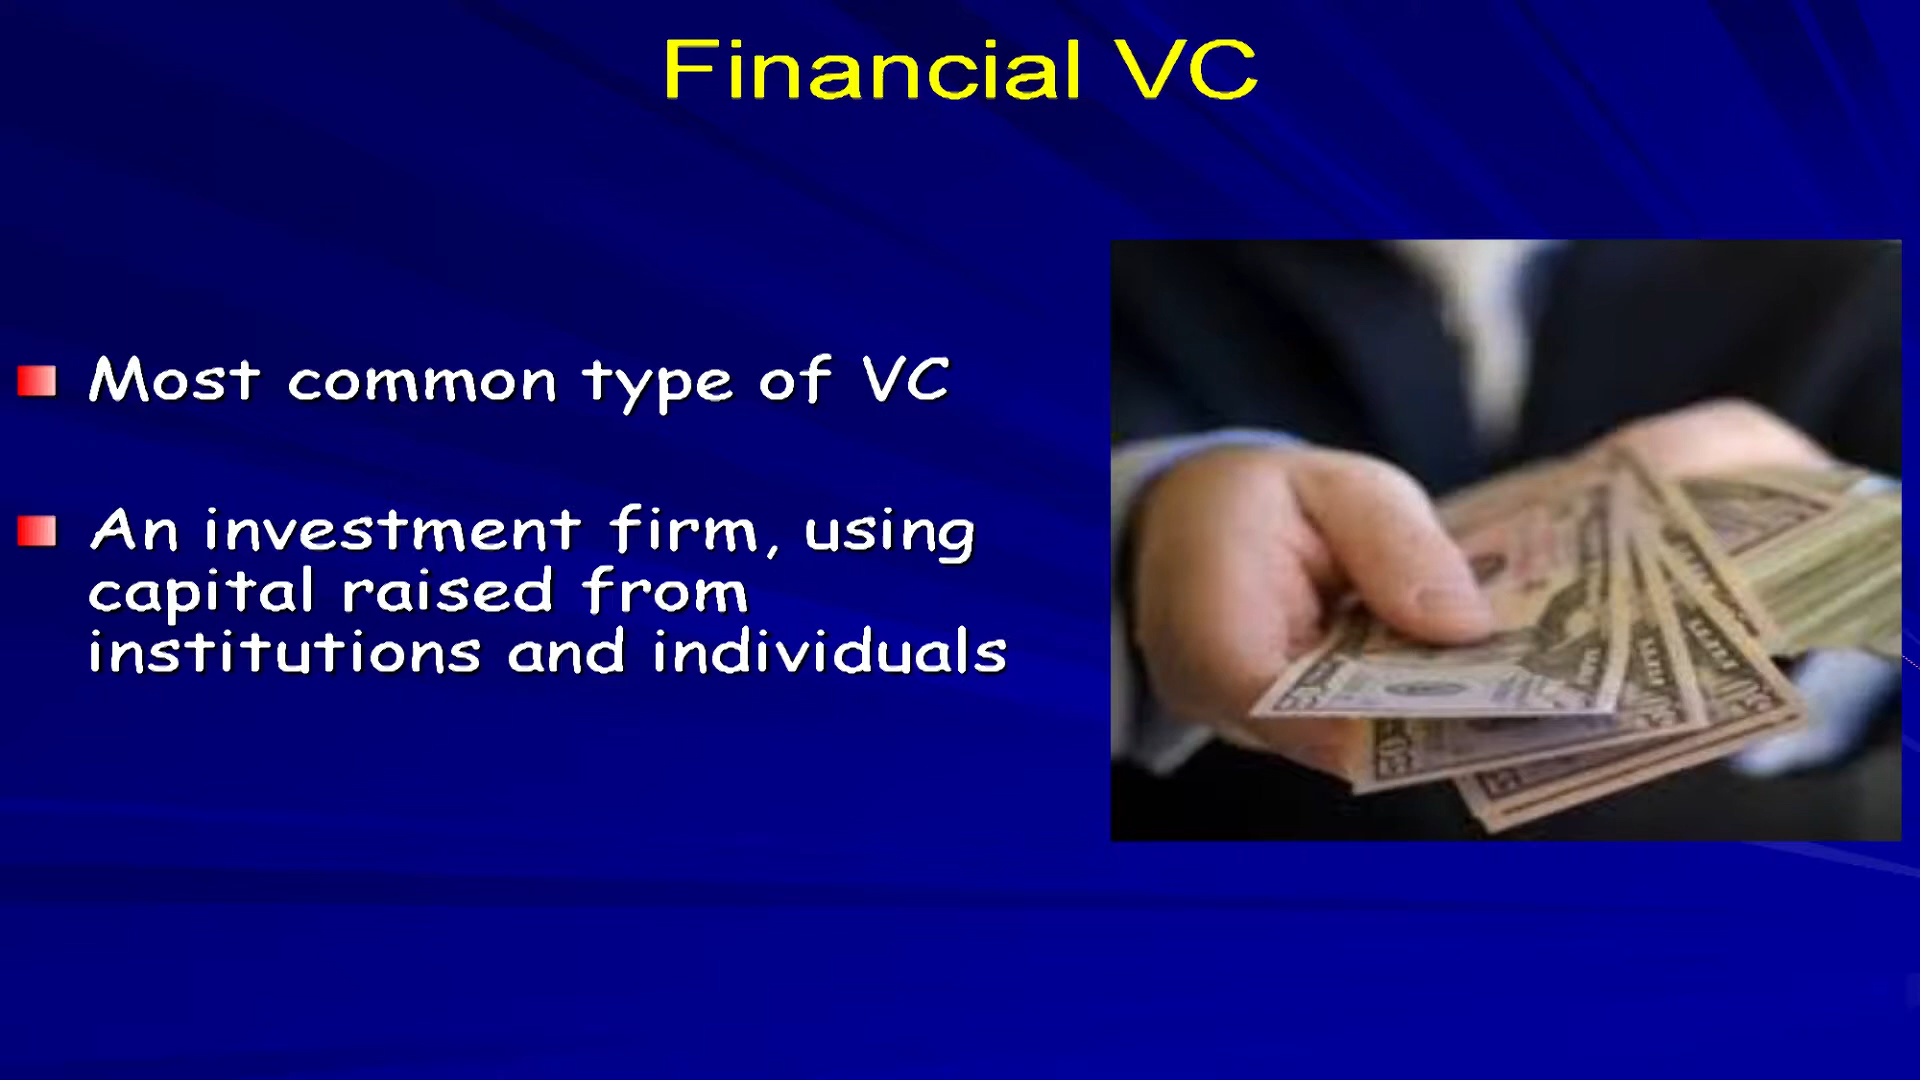 Financial VC
Most common type of VC
An investment firm, using
capital raised from
institutions and individuals